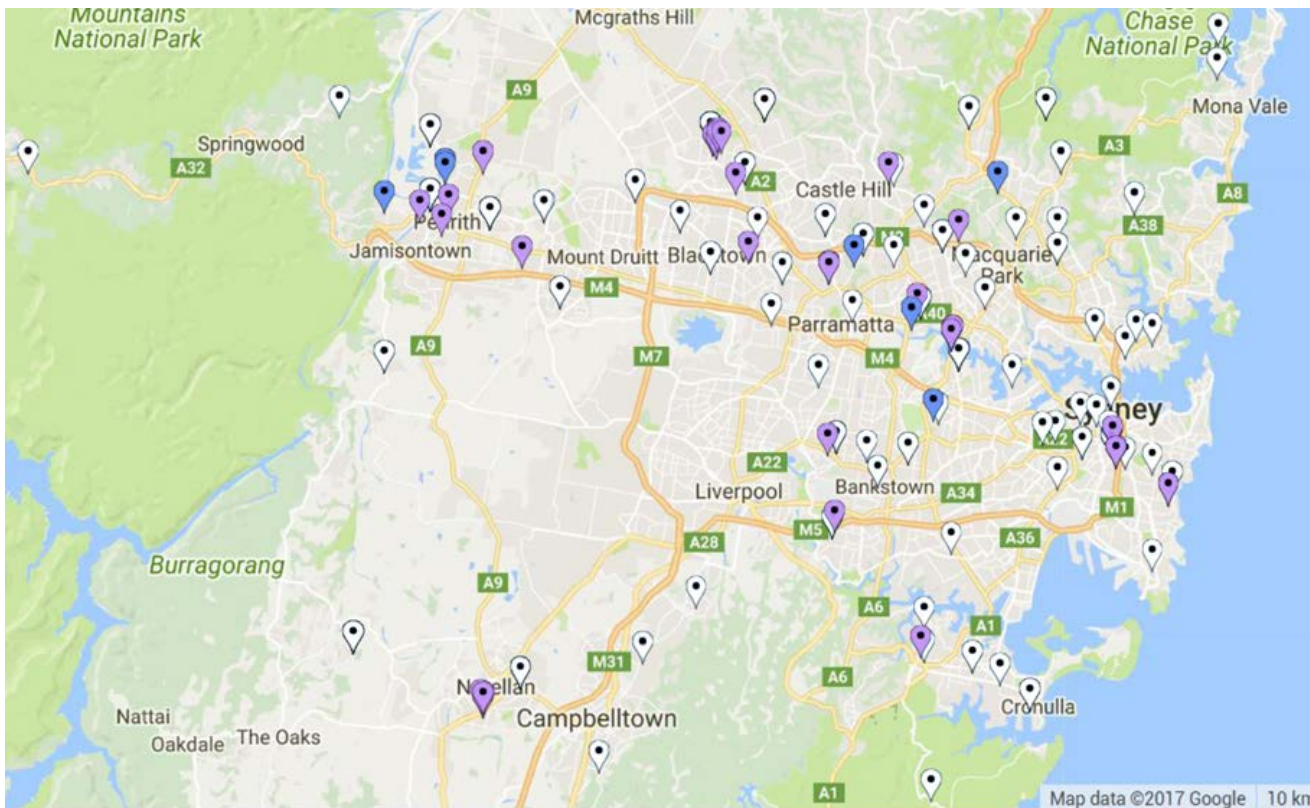 Mountains
National Park
Mcgraths Hill
Chase
National Park
Mona Vale
A9
Springwood
A32
A3
A2
Castle Hill
A8
Penrith
A38
Jamisontown
Mount Druitt
Blacktown
M2
Macquarie
Park
M4
A40
Parramatta
A9
M7
M4
Sydney
A22
A22
Liverpool
Bankstown
A34
M1
M5
A28
A36
Burragorang
A9
A6
A1
M31
Narellan
A6
Cronulla
Nattai
Oakdale
The Oaks
Campbelltown
A1
Map data ©2017 Google
10 km